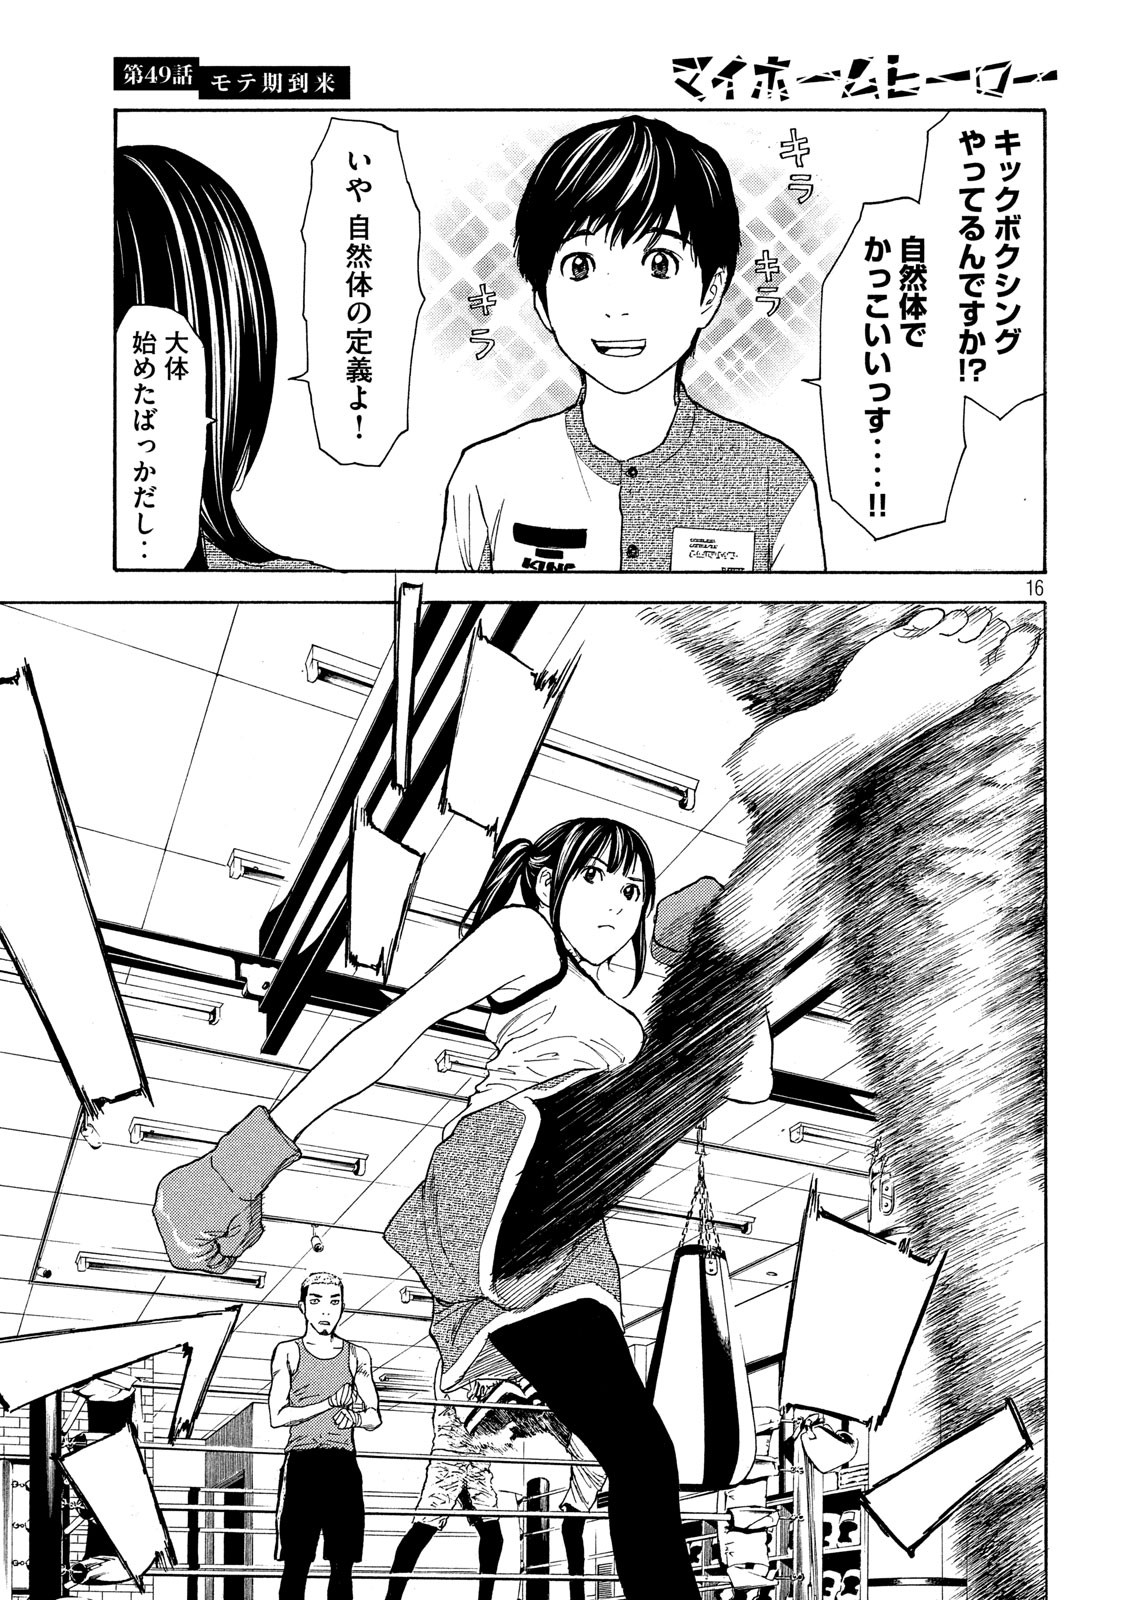 第49話
モテ期到来
マイホームヒーロー
キックボクシング
やってるんですか!?
自然体で
かっこいいっす‥‥!!
キラ
キラ
キラ
いや 自然体の定義よ!
大体
始めたばっかだし‥
KING
16